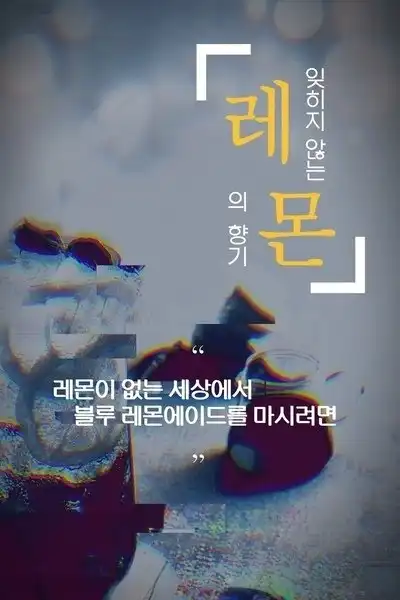 잊히지 않는
레몬
의 향기
“
레몬이 없는 세상에서
블루 레몬에이드를 마시려면
”